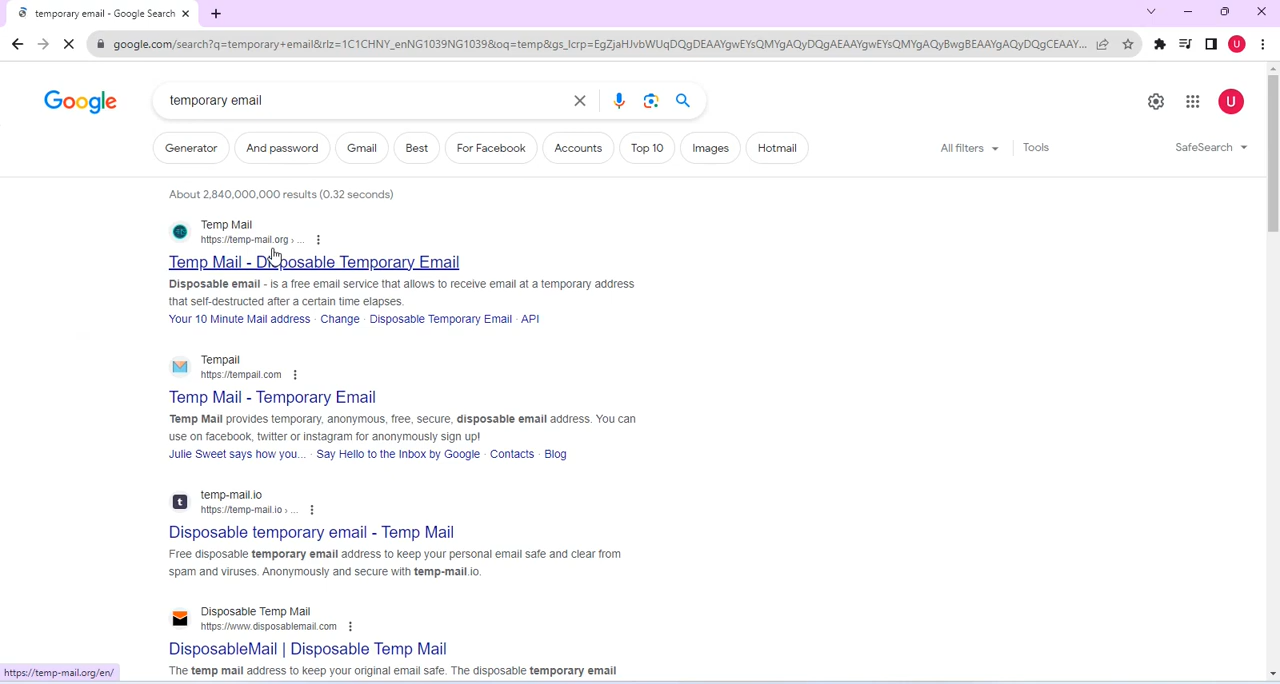 temporary email - Google Search
google.com/search?q=temporary+email&rlz=1C1CHNY_enNG1039NG1039&oq=temp&gs_lcrp=EgZjaHJvbWUqDQgDEAAYgwEYsQMYgAQyDQgAEAAYgwEYsQMYgAQyBwgBEAAYgAQyDQgCEAAY...
U
Google
temporary email
U
Generator
And password
Gmail
Best
For Facebook
Accounts
Top 10
Images
Hotmail
All filters
Tools
SafeSearch
About 2,840,000,000 results (0.32 seconds)
Temp Mail
https://temp-mail.org › ...
Temp Mail - Disposable Temporary Email
Disposable email - is a free email service that allows to receive email at a temporary address
that self-destructed after a certain time elapses.
Your 10 Minute Mail address · Change · Disposable Temporary Email · API
Tempail
https://tempail.com
Temp Mail - Temporary Email
Temp Mail provides temporary, anonymous, free, secure, disposable email address. You can
use on facebook, twitter or instagram for anonymously sign up!
Julie Sweet says how you... · Say Hello to the Inbox by Google · Contacts · Blog
t
temp-mail.io
https://temp-mail.io › ...
Disposable temporary email - Temp Mail
Free disposable temporary email address to keep your personal email safe and clear from
spam and viruses. Anonymously and secure with temp-mail.io.
Disposable Temp Mail
https://www.disposablemail.com
DisposableMail | Disposable Temp Mail
The temp mail address to keep your original email safe. The disposable temporary email
https://temp-mail.org/en/